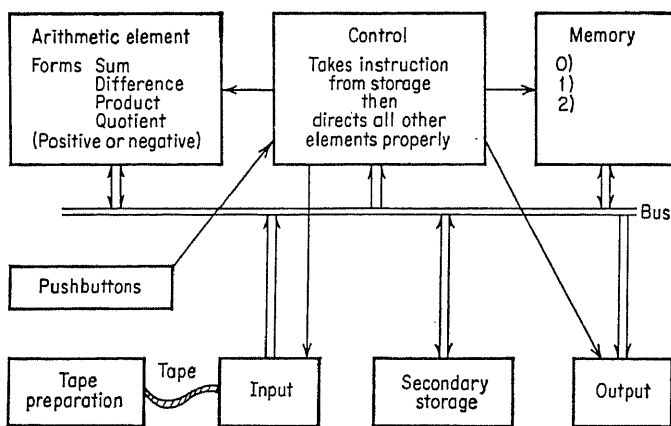 Arithmetic element
Forms Sum
Difference
Product
Quotient
(Positive or negative)
Control
Takes instruction
from storage
then
directs all other
elements properly
Memory
0)
1)
2)
Bus
Pushbuttons
Tape
preparation
Tape
Input
Secondary
storage
Output